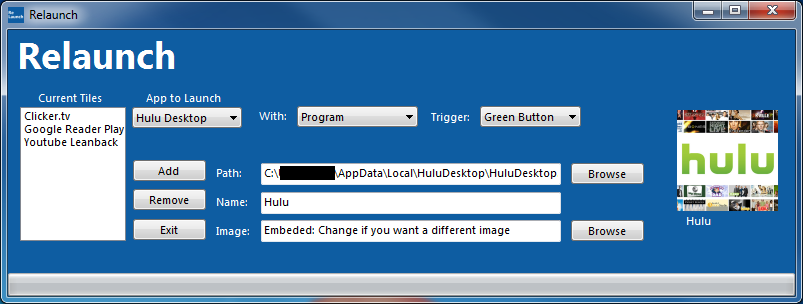 Re
Launch
Relaunch
Relaunch
Current Tiles
App to Launch
Clicker.tv
Google Reader Play
Youtube Leanback
Hulu Desktop
With:
Program
Trigger:
Green Button
Add
Path:
C:\ \AppData\Local\HuluDesktop\HuluDesktop
Browse
Remove
Name:
Hulu
Exit
Image:
Embeded: Change if you want a different image
Browse
hulu
Hulu